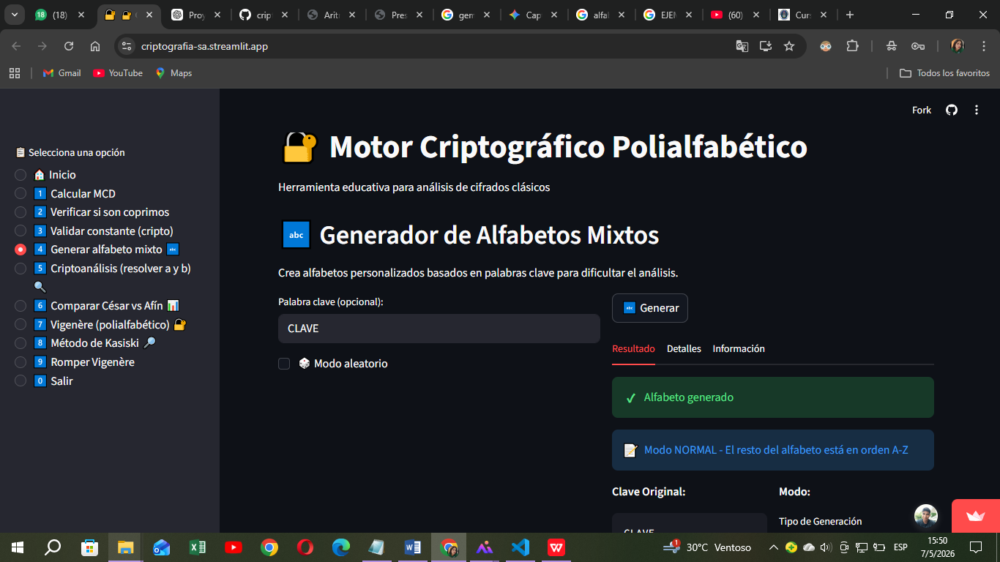 18 (18)
Proy
crip
Arit
Pres
gem
Cap
alfal
EJEM
(60)
Curs
criptografia-sa.streamlit.app
Gmail YouTube Maps Todos los favoritos
Fork
📋 Selecciona una opción
🏠 Inicio
1 Calcular MCD
2 Verificar si son coprimos
3 Validar constante (cripto)
4 Generar alfabeto mixto abc
5 Criptoanálisis (resolver a y b)
🔍
6 Comparar César vs Afín 📊
7 Vigenère (polialfabético) 🔐
8 Método de Kasiski 🔎
9 Romper Vigenère
0 Salir
🔐 Motor Criptográfico Polialfabético
Herramienta educativa para análisis de cifrados clásicos
abc Generador de Alfabetos Mixtos
Crea alfabetos personalizados basados en palabras clave para dificultar el análisis.
Palabra clave (opcional):
CLAVE
🎲 Modo aleatorio
abc Generar
Resultado Detalles Información
✓ Alfabeto generado
📝 Modo NORMAL - El resto del alfabeto está en orden A-Z
Clave Original: Modo:
CLAVE
Tipo de Generación
1 30°C Ventoso ESP 15:50
7/5/2026